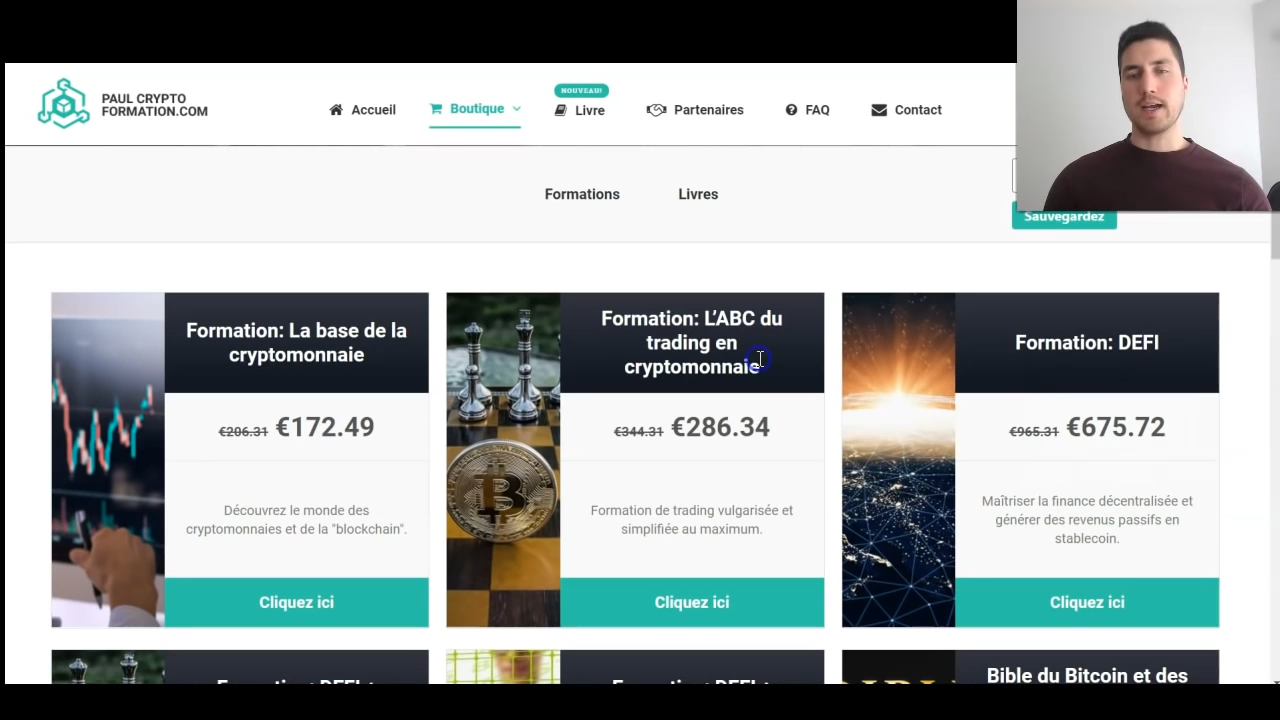 PAUL CRYPTO
FORMATION.COM
Accueil
Boutique
NOUVEAU!
Livre
Partenaires
FAQ
Contact
Formations
Livres
Sauvegardez
Formation: La base de la
cryptomonnaie
€206.31 €172.49
Découvrez le monde des
cryptomonnaies et de la "blockchain".
Cliquez ici
Formation: L'ABC du
trading en
cryptomonnaie
€344.31 €286.34
Formation de trading vulgarisée et
simplifiée au maximum.
Cliquez ici
Formation: DEFI
€965.31 €675.72
Maîtriser la finance décentralisée et
générer des revenus passifs en
stablecoin.
Cliquez ici
Bible du Bitcoin et des